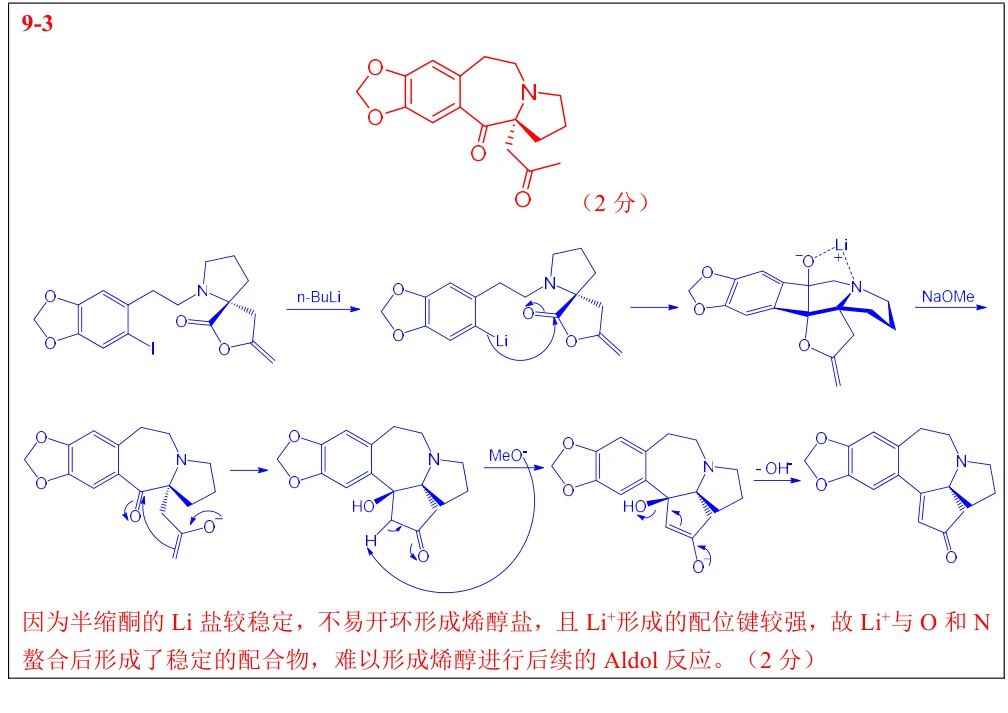 9-3
O
O
N
O
O
（2 分）
O
O
I
N
O
O
n-BuLi
O
O
Li
N
O
O
O
O
⁻O
Li
+
N
O
NaOMe
O
O
N
O
O⁻
O
O
N
HO
H
O
MeO⁻
O
O
N
HO
O⁻
- OH⁻
O
O
N
O
因为半缩酮的 Li 盐较稳定，不易开环形成烯醇盐，且 Li⁺形成的配位键较强，故 Li⁺与 O 和 N
螯合后形成了稳定的配合物，难以形成烯醇进行后续的 Aldol 反应。（2 分）